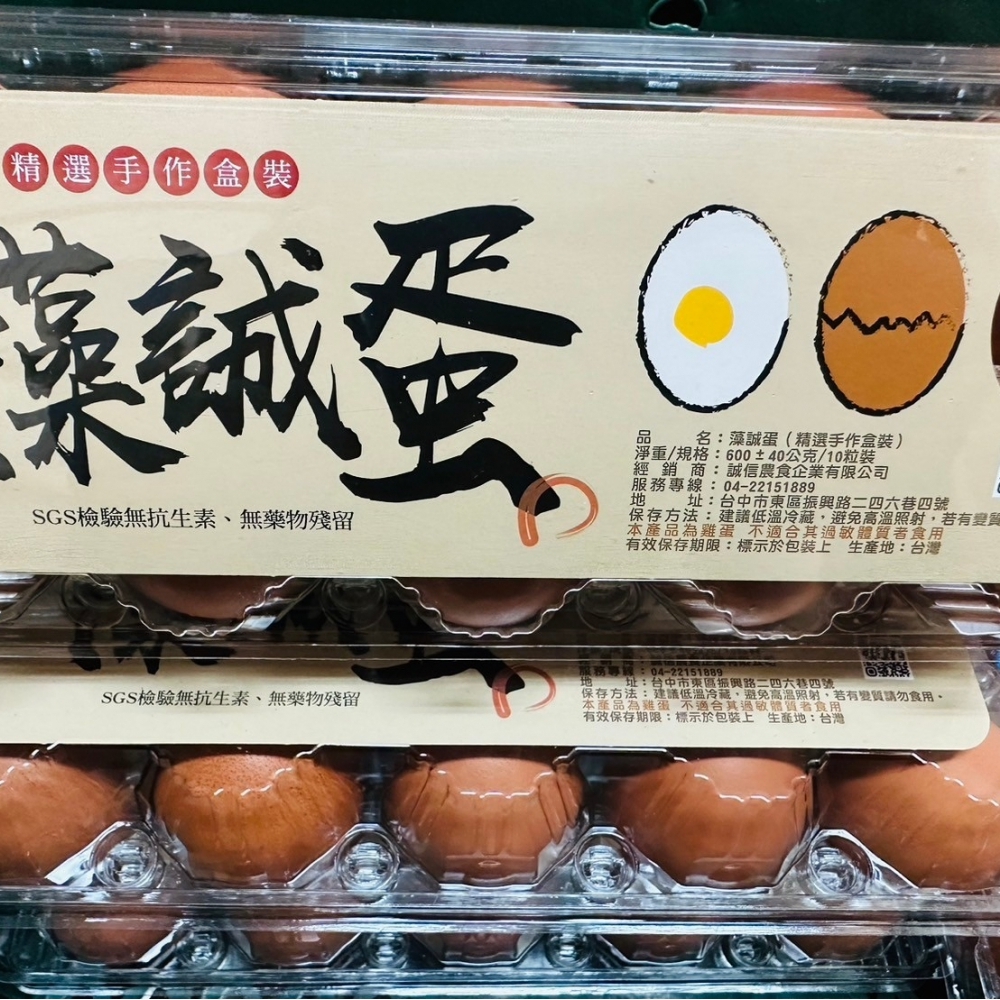 精選手作盒裝
藻誠蛋
SGS檢驗無抗生素、無藥物殘留
品 名：藻誠蛋（精選手作盒裝）
淨重/規格：600±40公克/10粒裝
經銷商：誠信農食企業有限公司
服務專線：04-22151889
地 址：台中市東區振興路二四六巷四號
保存方法：建議低溫冷藏，避免高溫照射，若有變質
本產品為雞蛋 不適合其過敏體質者食用
有效保存期限：標示於包裝上 生產地：台灣
SGS檢驗無抗生素、無藥物殘留
服務專線：04-22151889
地 址：台中市東區振興路二四六巷四號
保存方法：建議低溫冷藏，避免高溫照射，若有變質請勿食用。
本產品為雞蛋 不適合其過敏體質者食用
有效保存期限：標示於包裝上 生產地：台灣